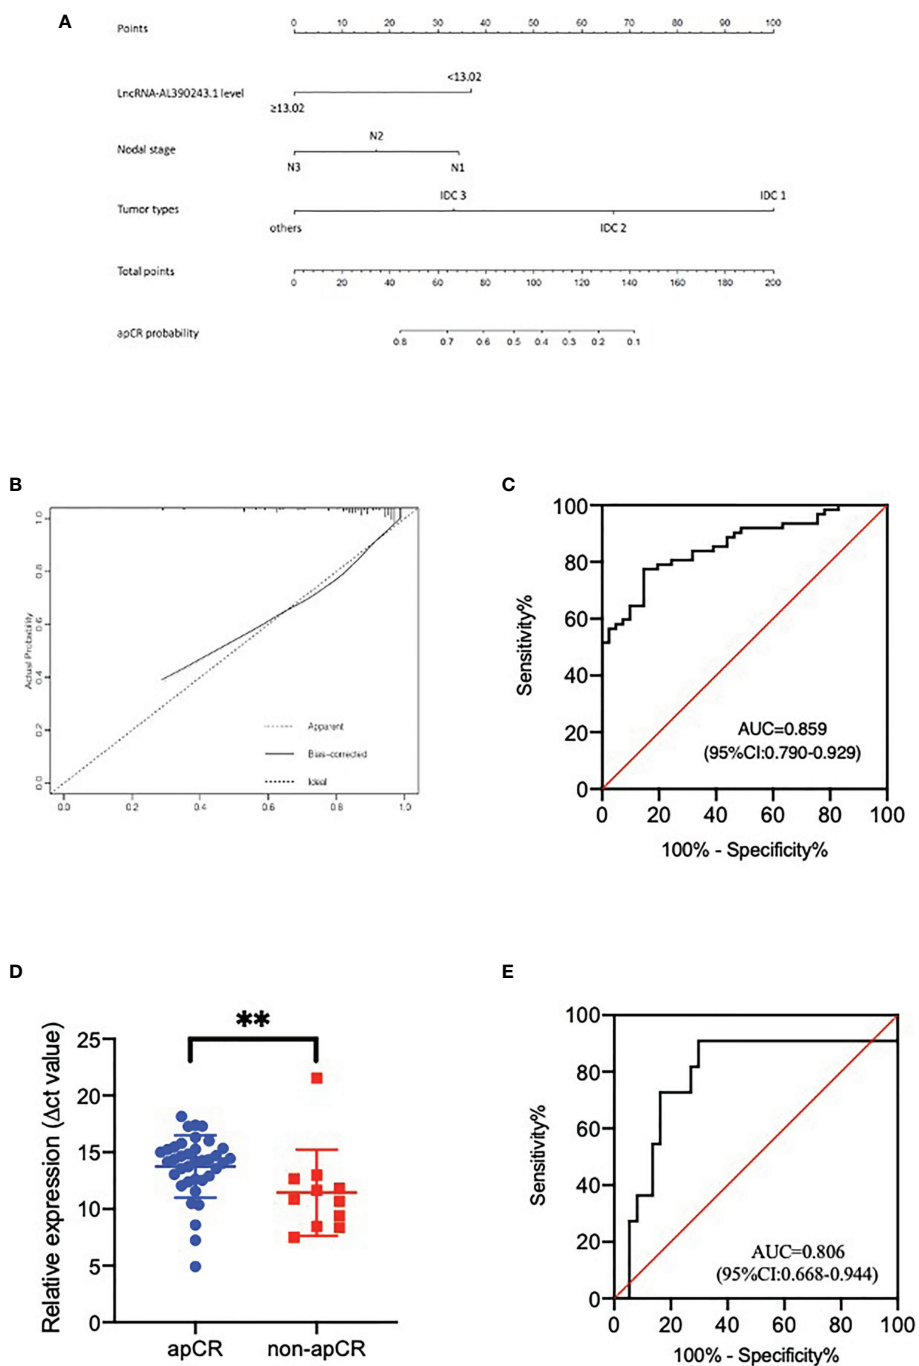 A
Points
0 10 20 30 40 50 60 70 80 90 100
<13.02
LncRNA-AL390243.1 level
≥13.02
N2
Nodal stage
N3 N1
IDC 3 IDC 1
Tumor types
others IDC 2
Total points
0 20 40 60 80 100 120 140 160 180 200
apCR probability
0.8 0.7 0.6 0.5 0.4 0.3 0.2 0.1
B
Actual Probability
1.0
0.8
0.6
0.4
0.2
0.0
Apparent
Bias-corrected
Ideal
0.0 0.2 0.4 0.6 0.8 1.0
C
Sensitivity%
100
80
60
40
20
0
AUC=0.859
(95%CI:0.790-0.929)
0 20 40 60 80 100
100% - Specificity%
D
Relative expression (Δct value)
**
25
20
15
10
5
0
apCR non-apCR
E
Sensitivity%
100
80
60
40
20
0
AUC=0.806
(95%CI:0.668-0.944)
0 20 40 60 80 100
100% - Specificity%